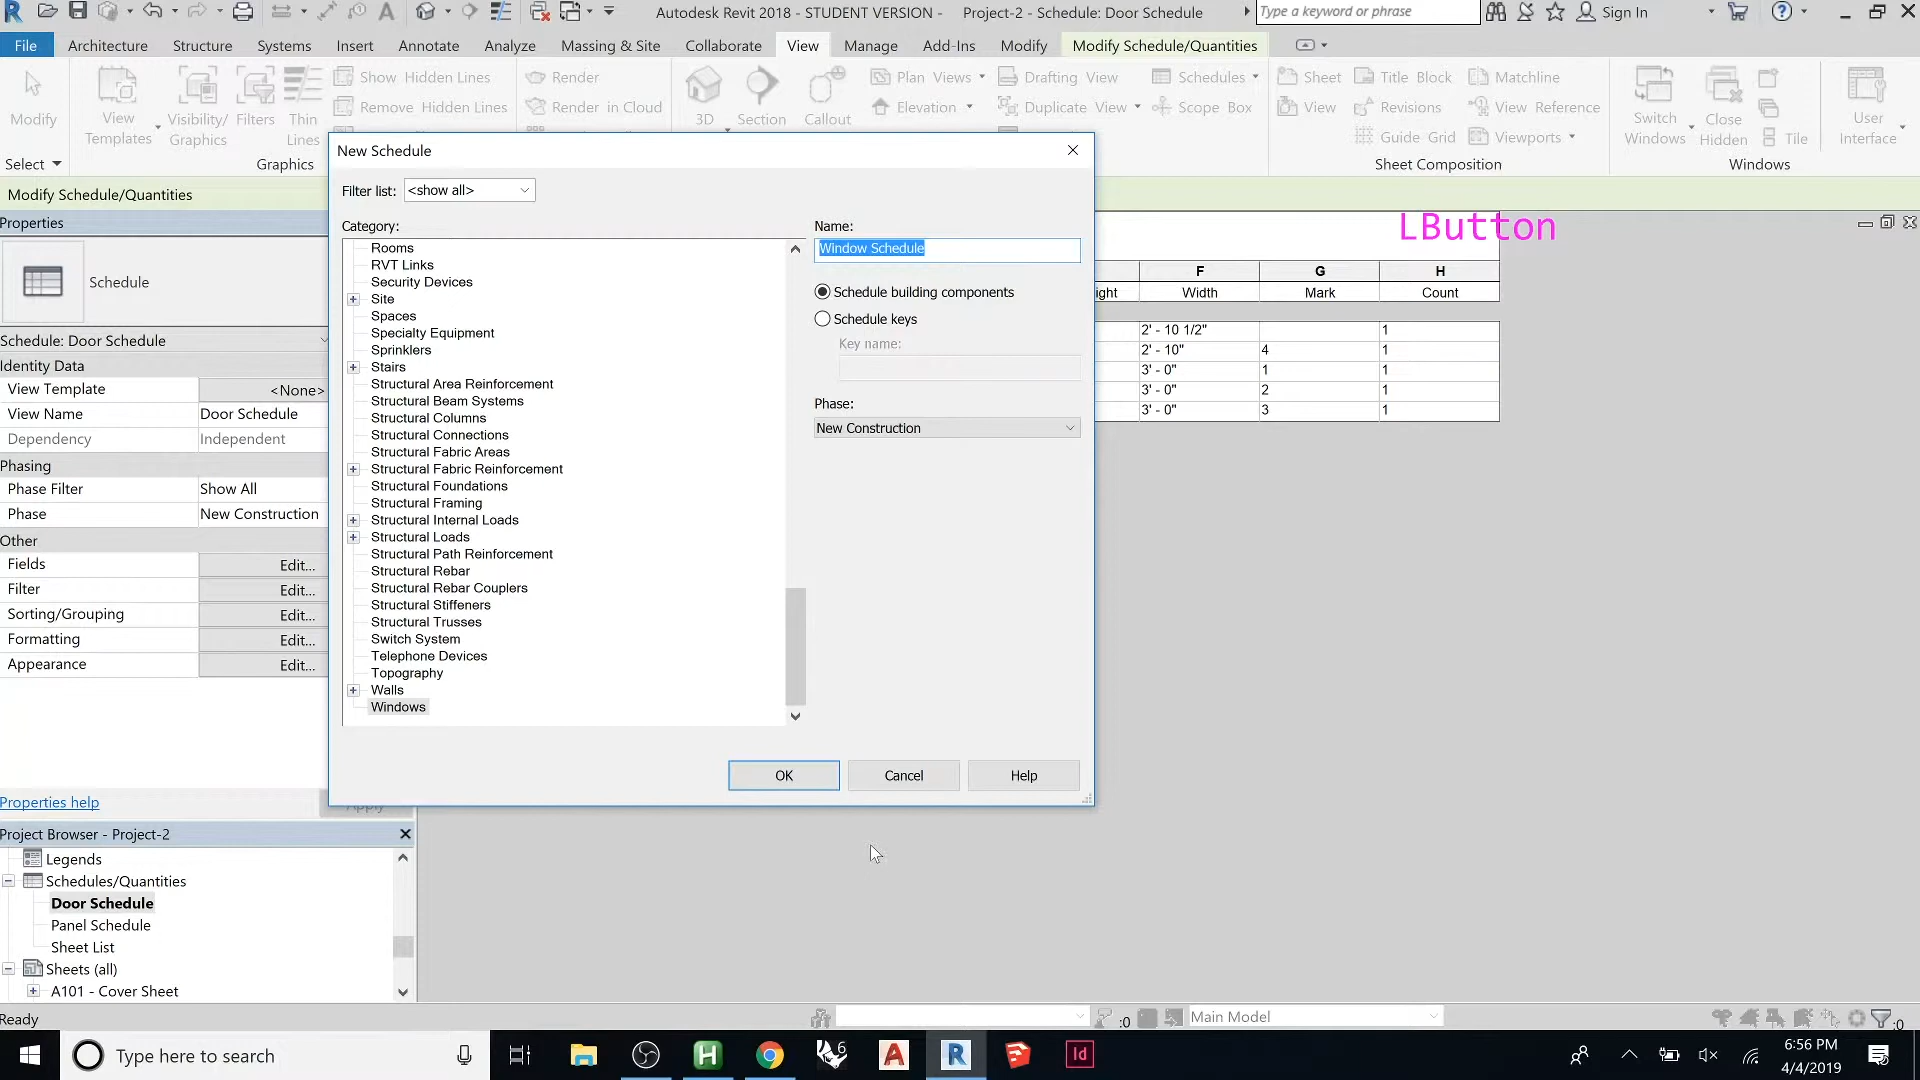 Autodesk Revit 2018 - STUDENT VERSION - Project-2 - Schedule: Door Schedule
Type a keyword or phrase
Sign In
File Architecture Structure Systems Insert Annotate Analyze Massing & Site Collaborate View Manage Add-Ins Modify Modify Schedule/Quantities
Modify
View
Templates
Visibility/
Graphics
Filters
Thin
Lines
Show Hidden Lines
Remove Hidden Lines
Render
Render in Cloud
3D
Section
Callout
Plan Views
Elevation
Drafting View
Duplicate View
Schedules
Scope Box
Sheet
View
Title Block
Revisions
Guide Grid
Matchline
View Reference
Viewports
Switch
Windows
Close
Hidden
Tile
User
Interface
Select
Graphics
Sheet Composition
Windows
Modify Schedule/Quantities
Properties
Schedule
Schedule: Door Schedule
Identity Data
View Template <None>
View Name Door Schedule
Dependency Independent
Phasing
Phase Filter Show All
Phase New Construction
Other
Fields Edit...
Filter Edit...
Sorting/Grouping Edit...
Formatting Edit...
Appearance Edit...
Properties help
Apply
Project Browser - Project-2
Legends
Schedules/Quantities
Door Schedule
Panel Schedule
Sheet List
Sheets (all)
A101 - Cover Sheet
New Schedule
Filter list: <show all>
Category:
Rooms
RVT Links
Security Devices
Site
Spaces
Specialty Equipment
Sprinklers
Stairs
Structural Area Reinforcement
Structural Beam Systems
Structural Columns
Structural Connections
Structural Fabric Areas
Structural Fabric Reinforcement
Structural Foundations
Structural Framing
Structural Internal Loads
Structural Loads
Structural Path Reinforcement
Structural Rebar
Structural Rebar Couplers
Structural Stiffeners
Structural Trusses
Switch System
Telephone Devices
Topography
Walls
Windows
Name:
Window Schedule
Schedule building components
Schedule keys
Key name:
Phase:
New Construction
OK Cancel Help
LButton
F G H
ight Width Mark Count
2' - 10 1/2" 1
2' - 10" 4 1
3' - 0" 1 1
3' - 0" 2 1
3' - 0" 3 1
Ready
:0
Main Model
:0
Type here to search
6:56 PM
4/4/2019